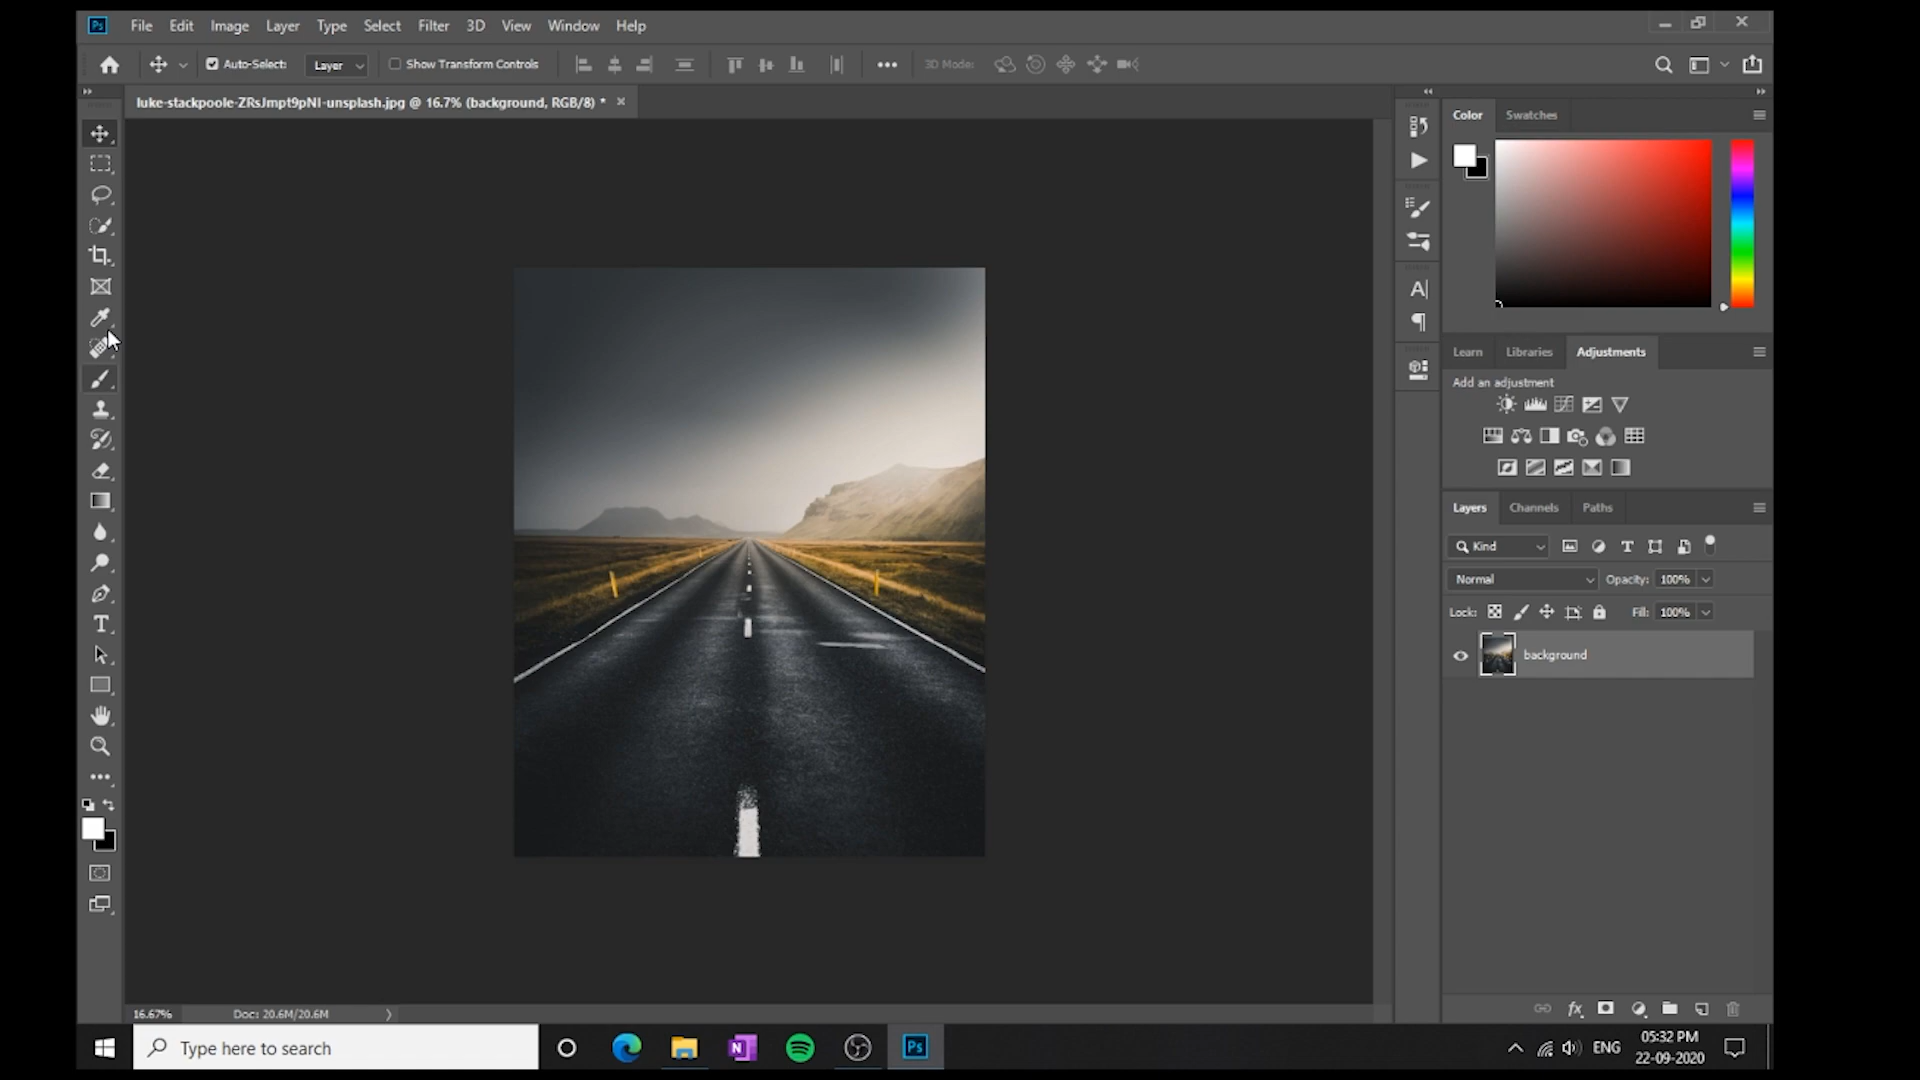 Ps File Edit Image Layer Type Select Filter 3D View Window Help
Auto-Select: Layer Show Transform Controls 3D Mode:
luke-stackpoole-ZRsJmpt9pNI-unsplash.jpg @ 16.7% (background, RGB/8) *
Color Swatches
Learn Libraries Adjustments
Add an adjustment
Layers Channels Paths
Kind
Normal Opacity: 100%
Lock: Fill: 100%
background
fx
16.67% Doc: 20.6M/20.6M
Type here to search
N Ps
ENG
05:32 PM
22-09-2020